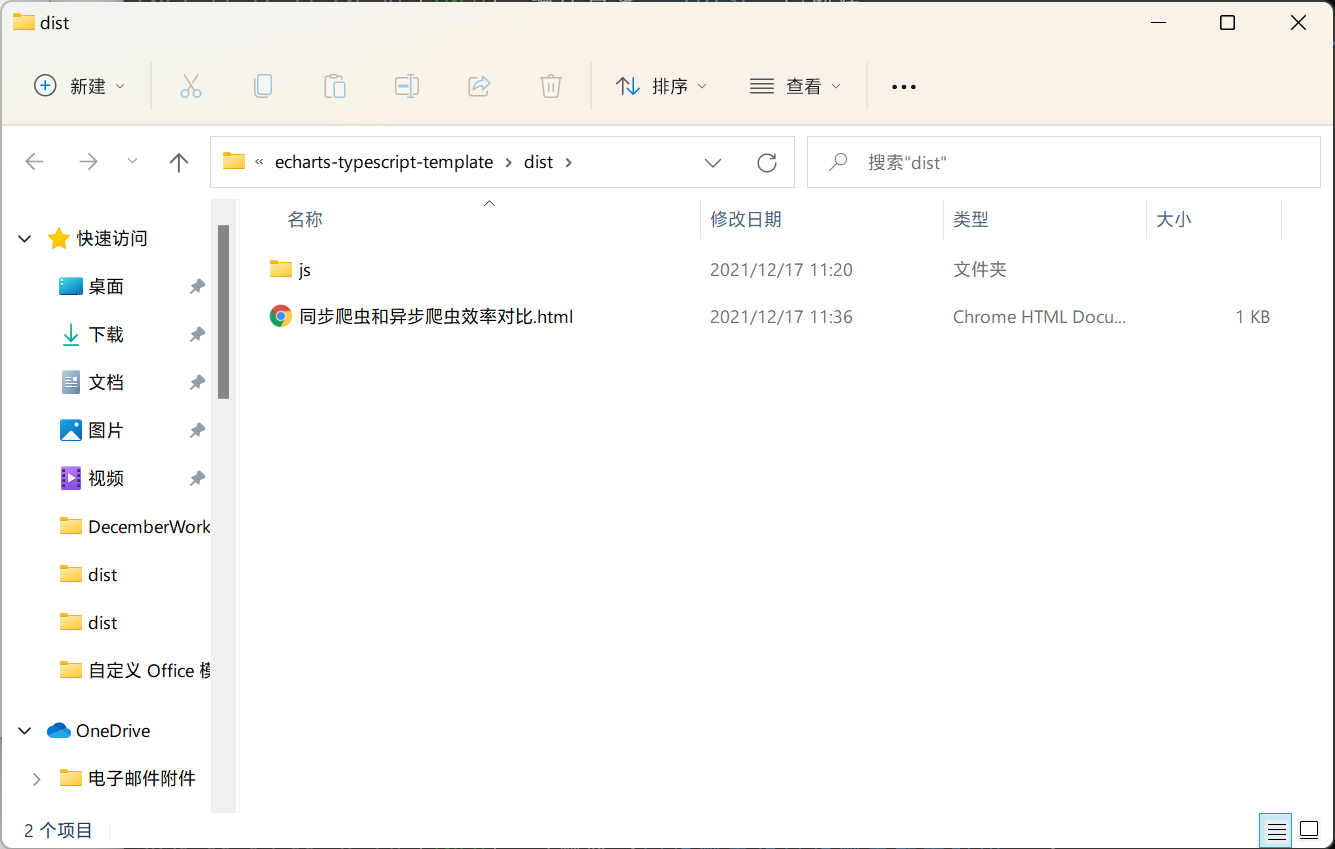 dist
新建
排序
查看
echarts-typescript-template
dist
搜索"dist"
名称
修改日期
类型
大小
js
2021/12/17 11:20
文件夹
同步爬虫和异步爬虫效率对比.html
2021/12/17 11:36
Chrome HTML Docu...
1 KB
快速访问
桌面
下载
文档
图片
视频
DecemberWork
dist
dist
自定义 Office 模
OneDrive
电子邮件附件
2 个项目